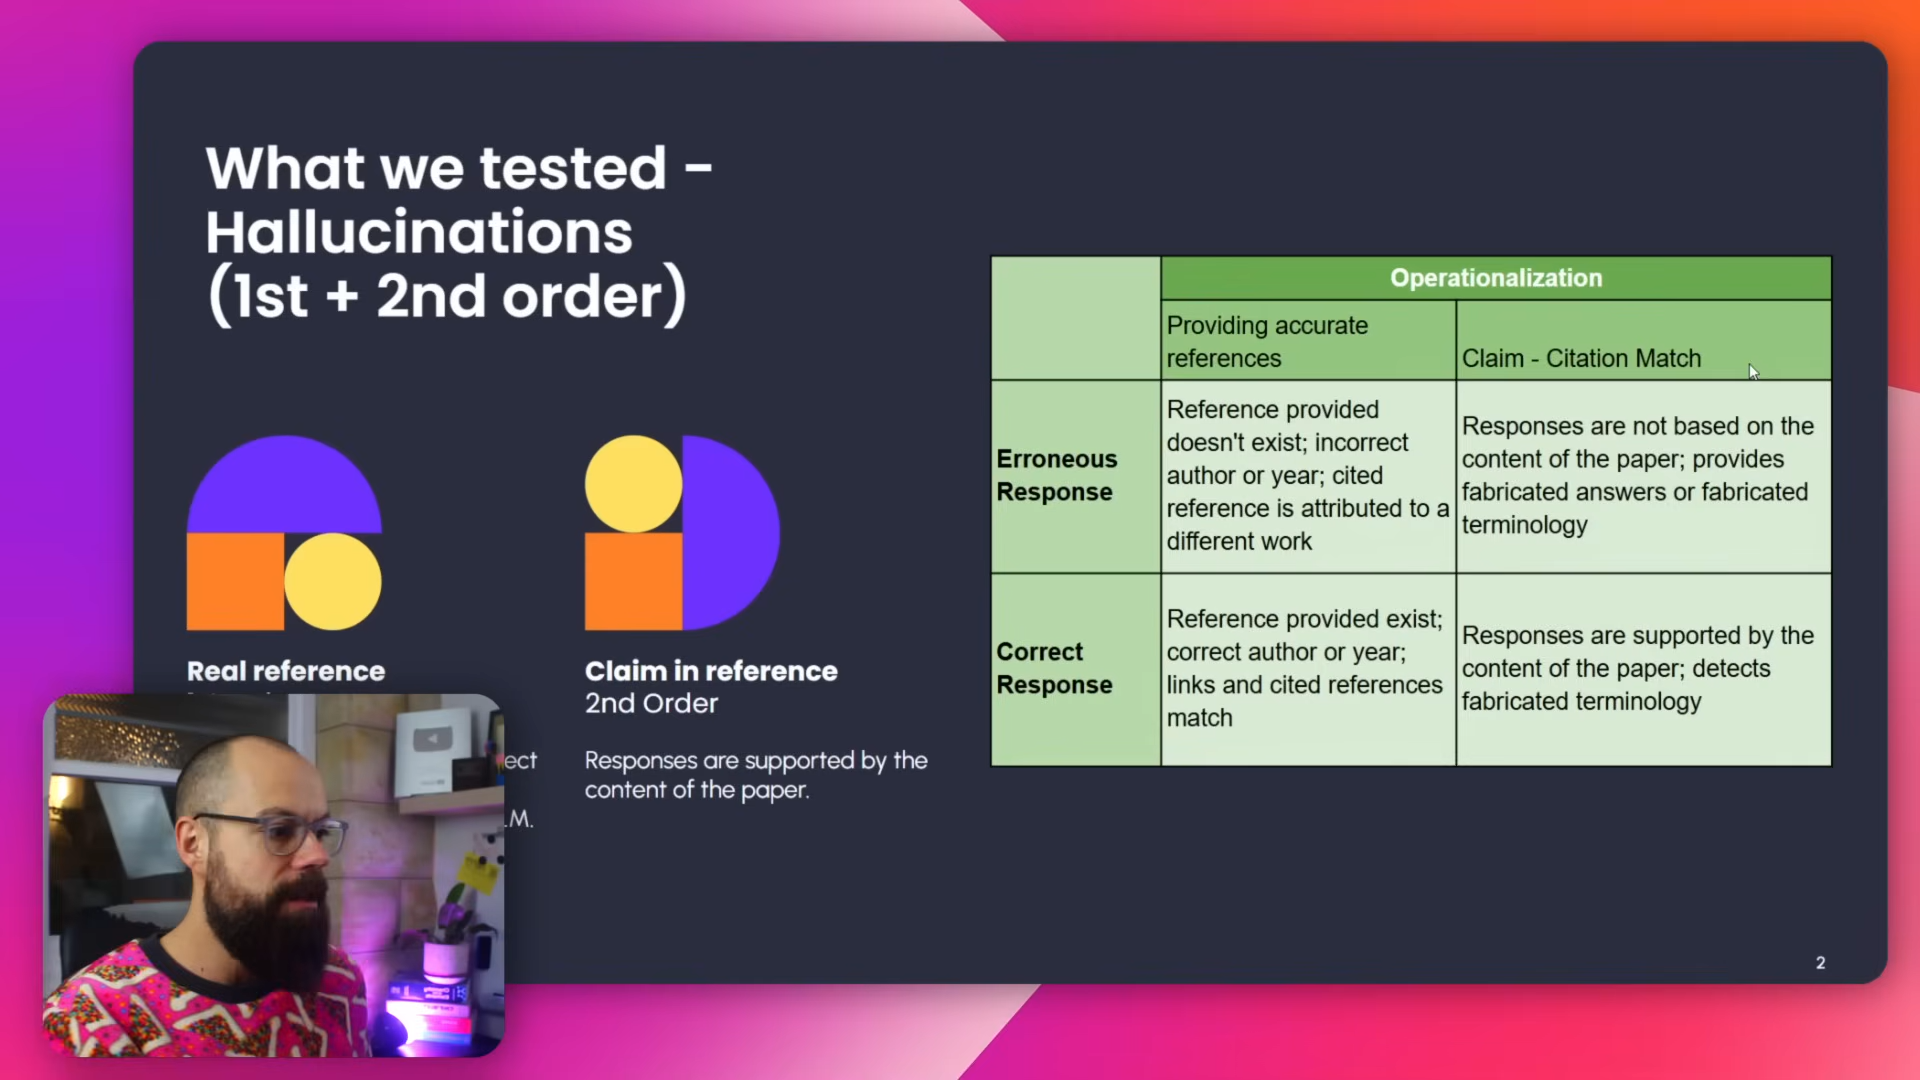 What we tested -
Hallucinations
(1st + 2nd order)
Real reference
ect
.M.
Claim in reference
2nd Order
Responses are supported by the
content of the paper.
Operationalization
Providing accurate
references
Claim - Citation Match
Erroneous
Response
Reference provided
doesn't exist; incorrect
author or year; cited
reference is attributed to a
different work
Responses are not based on the
content of the paper; provides
fabricated answers or fabricated
terminology
Correct
Response
Reference provided exist;
correct author or year;
links and cited references
match
Responses are supported by the
content of the paper; detects
fabricated terminology
2